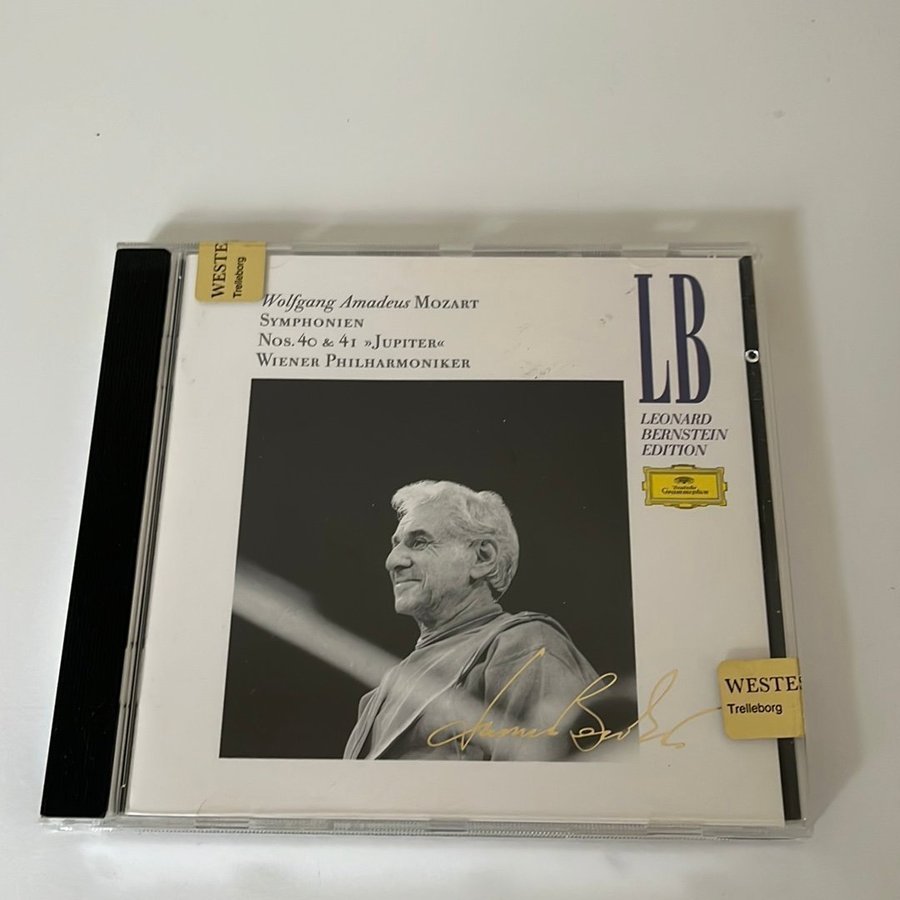 WESTE
Trelleborg
Wolfgang Amadeus MOZART
SYMPHONIEN
NOS. 40 & 41 »JUPITER«
WIENER PHILHARMONIKER
LB
LEONARD
BERNSTEIN
EDITION
Deutsche
Grammophon
WESTE
Trelleborg